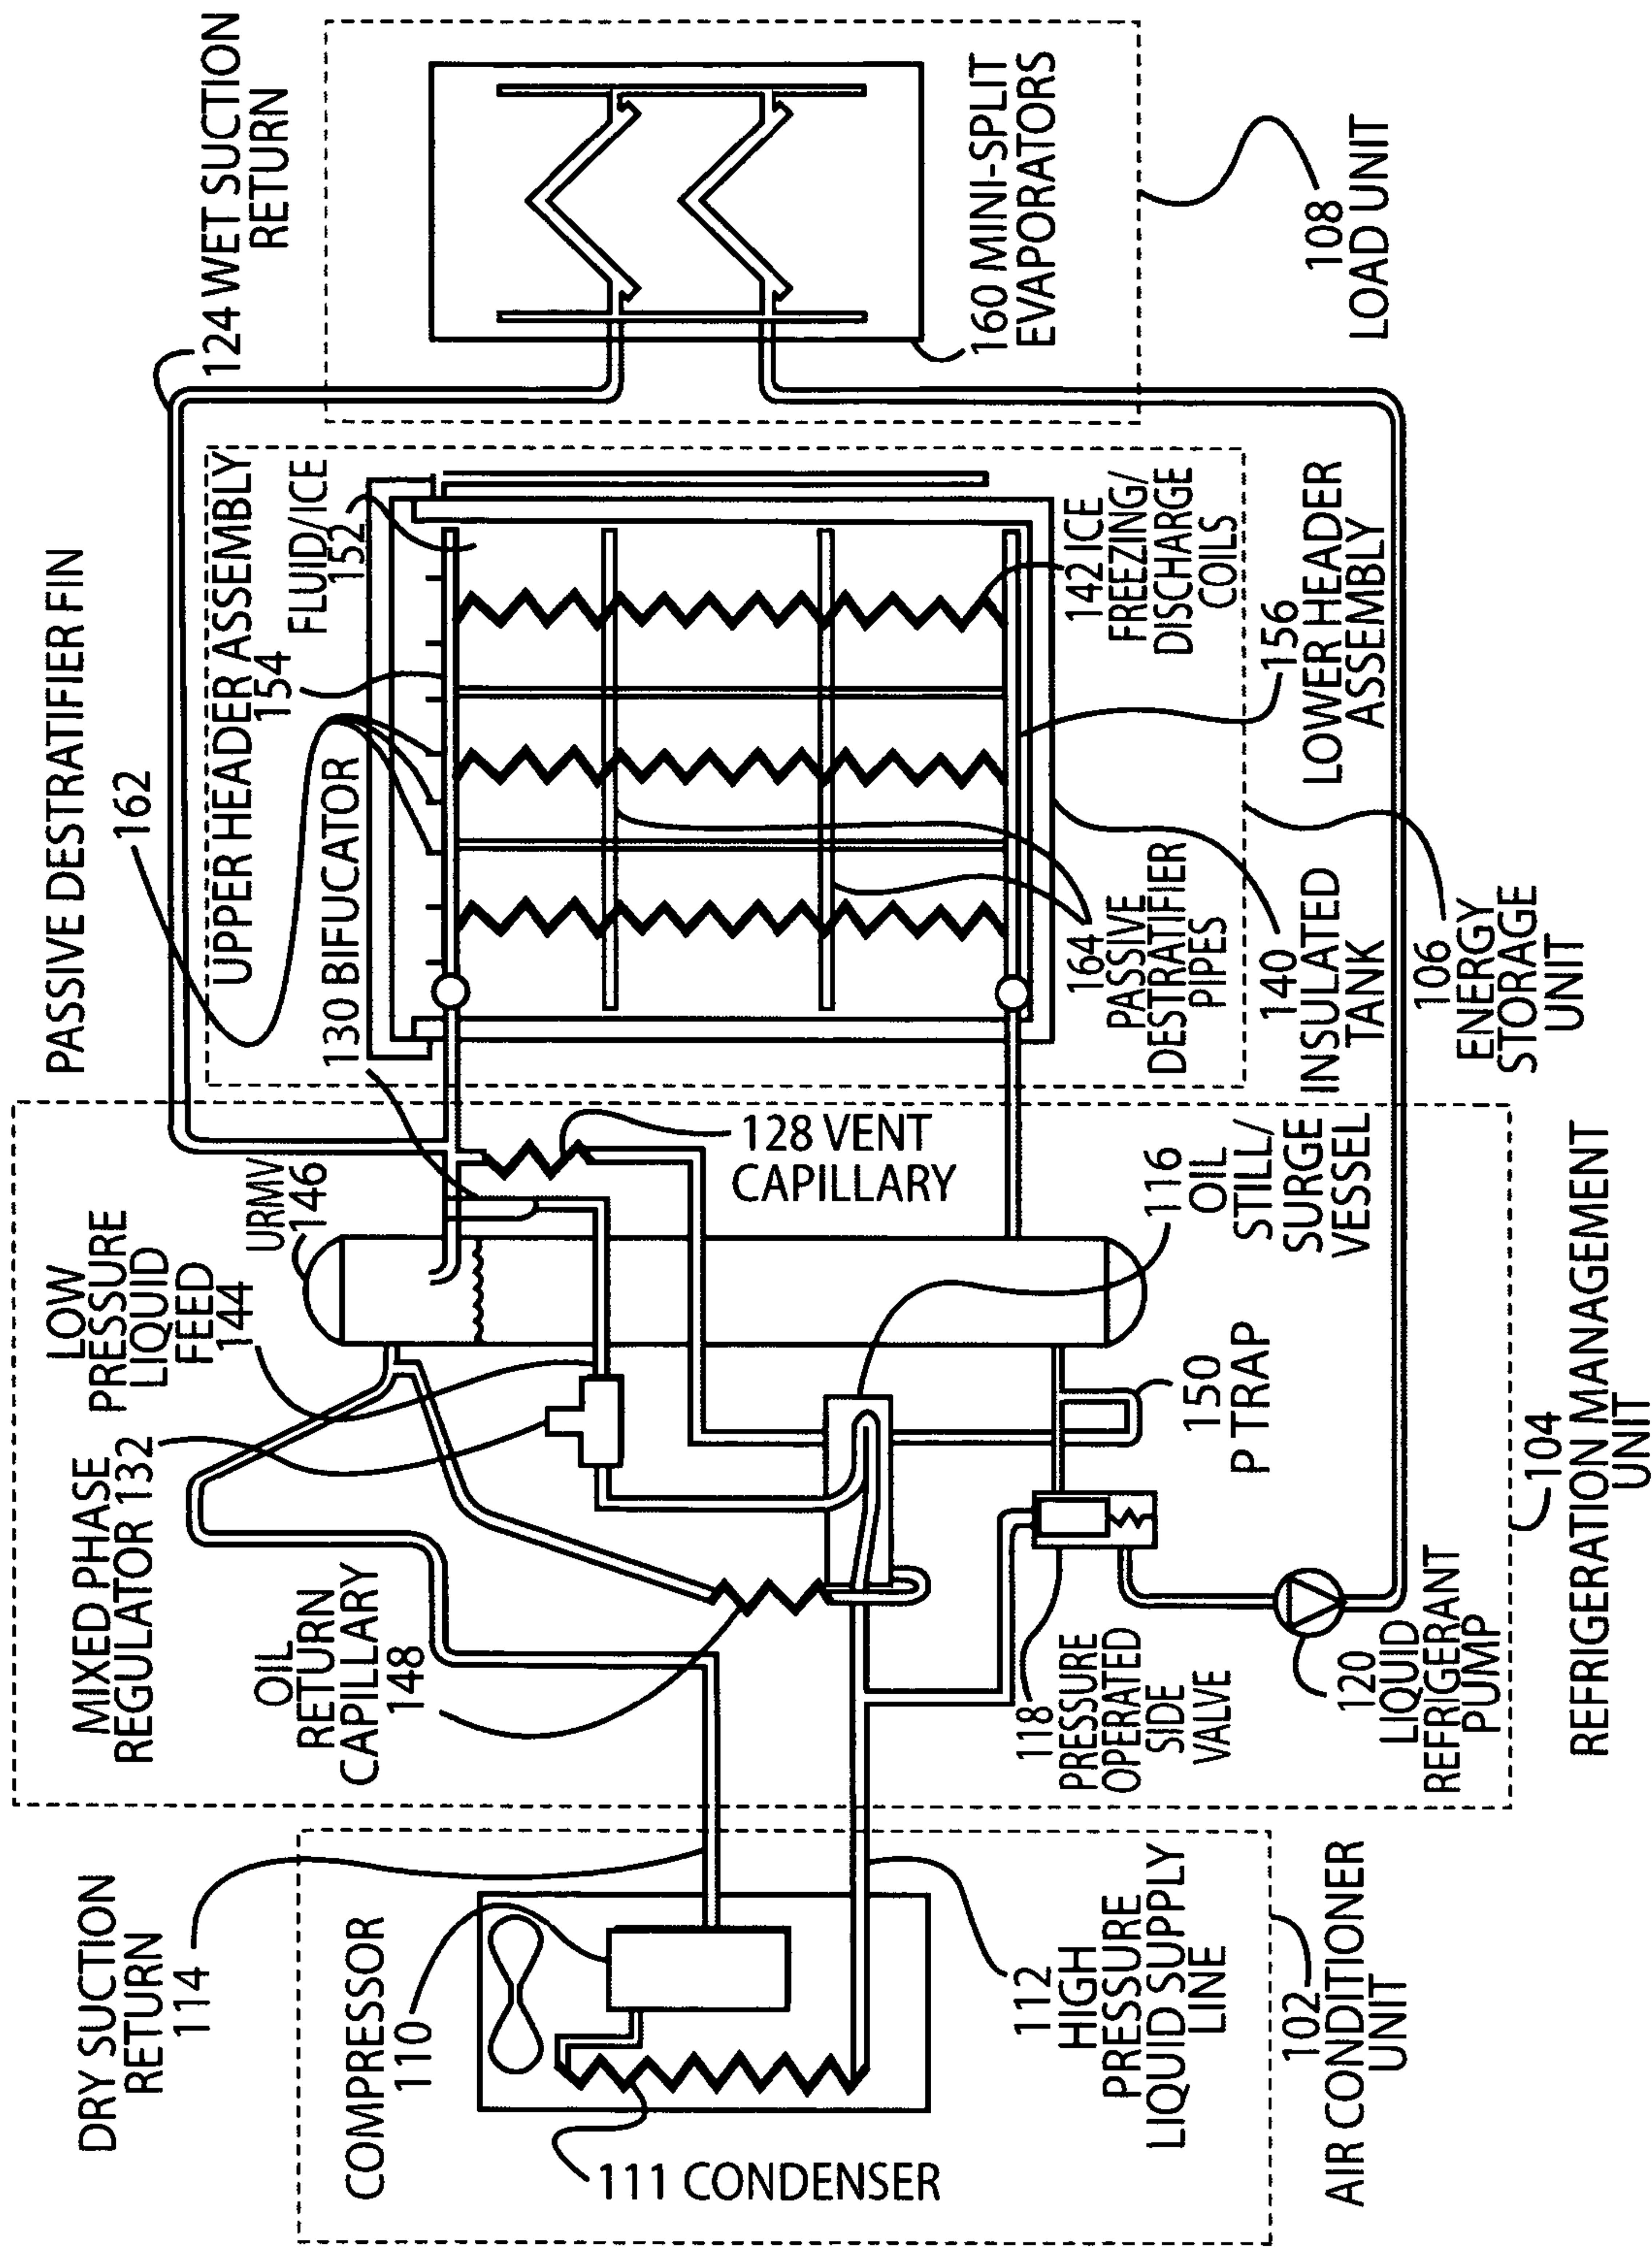 DRY SUCTION
RETURN
114
COMPRESSOR
110
111 CONDENSER
112
HIGH
PRESSURE
LIQUID SUPPLY
LINE
102
AIR CONDITIONER
UNIT
LOW
PRESSURE
LIQUID
FEED
144
MIXED PHASE
REGULATOR 132
OIL
RETURN
CAPILLARY
148
URMV
146
130 BIFUCATOR
128 VENT
CAPILLARY
116
OIL
STILL/
SURGE
VESSEL
150
P TRAP
118
PRESSURE
OPERATED
SIDE
VALVE
120
LIQUID
REFRIGERANT
PUMP
104
REFRIGERATION MANAGEMENT
UNIT
PASSIVE DESTRATIFIER FIN
162
UPPER HEADER ASSEMBLY
154
FLUID/ICE
152
142 ICE
FREEZING/
DISCHARGE
COILS
164
PASSIVE
DESTRATIFIER
PIPES
156
LOWER HEADER
ASSEMBLY
140
INSULATED
TANK
106
ENERGY
STORAGE
UNIT
124 WET SUCTION
RETURN
160 MINI-SPLIT
EVAPORATORS
108
LOAD UNIT